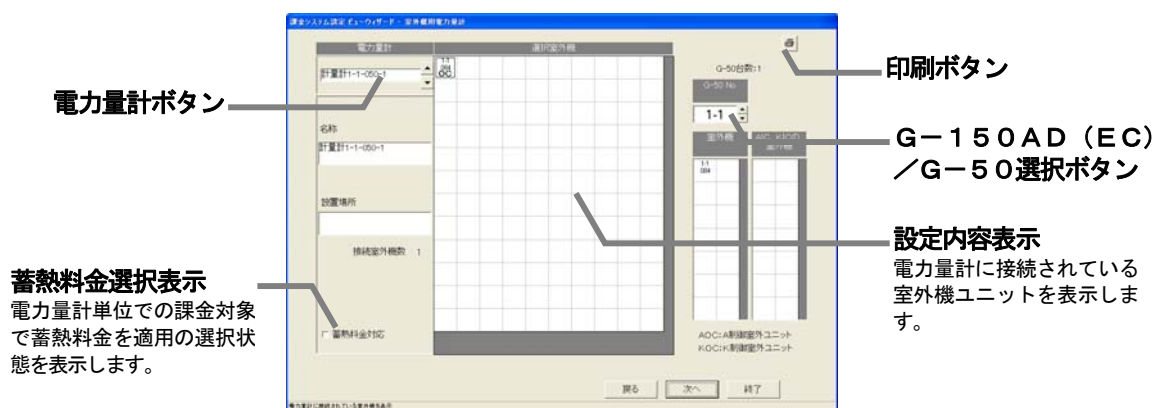 課金システム設定 ビューウィザード - 室外機用電力量計
電力量計
選択室外機
計量計1-1-050-1
1-1
OC
名称
計量計1-1-050-1
設置場所
接続室外機数 1
蓄熱料金対応
G-50台数:1
G-50 No
1-1
室外機
室外機
1-1
AOC:A制御室外ユニット
KOC:K制御室外ユニット
戻る
次へ
終了
電力量計に接続されている室外機を表示
電力量計ボタン
蓄熱料金選択表示
電力量計単位での課金対象
で蓄熱料金を適用の選択状
態を表示します。
印刷ボタン
G-150AD(EC)
/G-50選択ボタン
設定内容表示
電力量計に接続されている
室外機ユニットを表示しま
す。